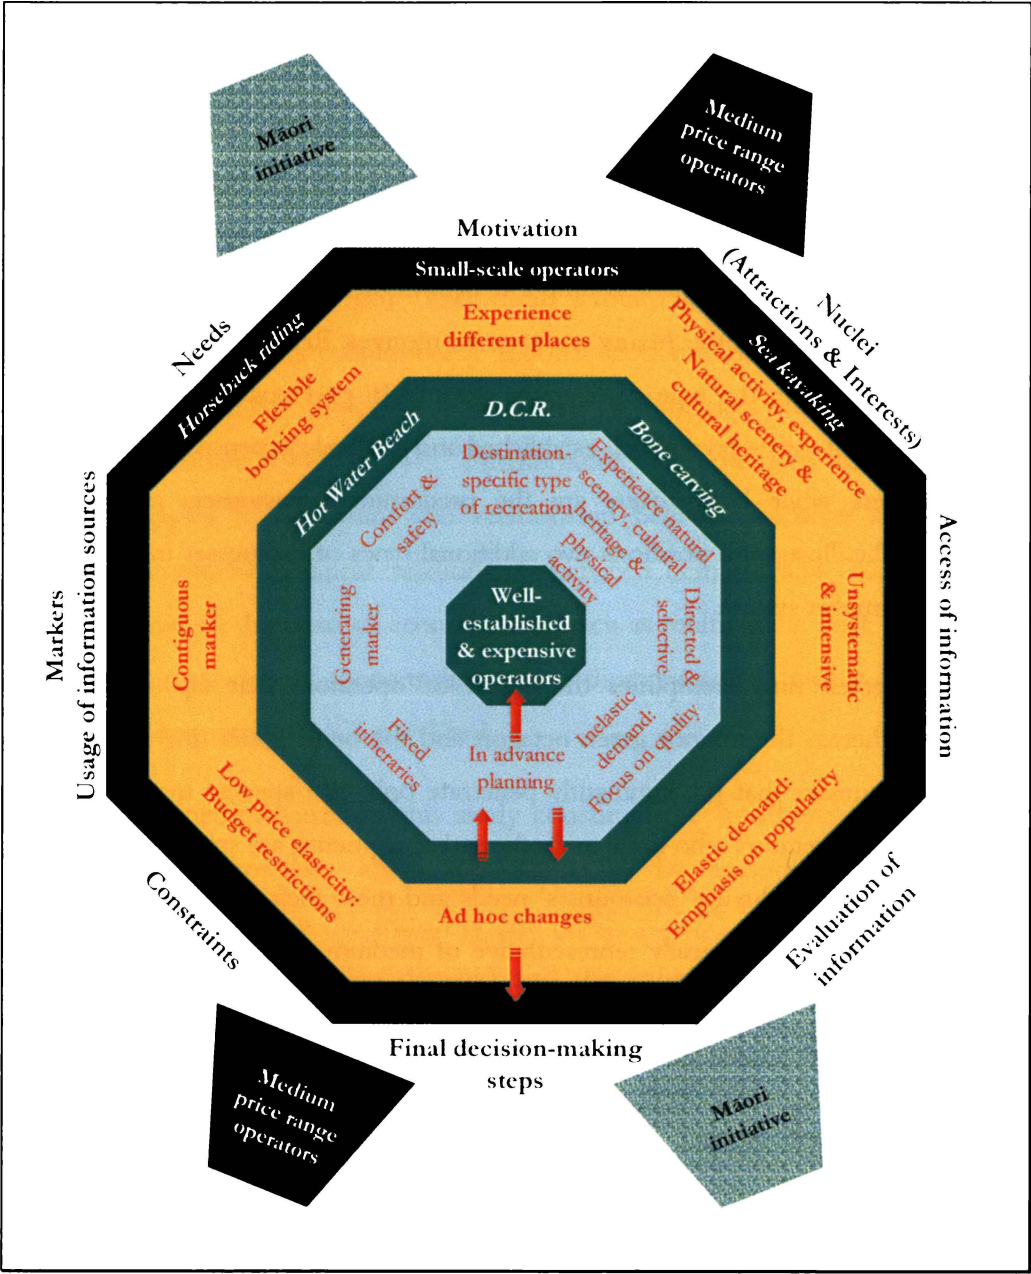 Māori
initiative
Medium
price range
operators
Motivation
Small-scale operators
Needs
Horseback riding
Nuclei
(Attractions & Interests)
Sea kayaking
Experience
different places
Flexible
booking system
Physical activity, experience
Natural scenery &
cultural heritage
D.C.R.
Hot Water Beach
Bone carving
Destination-
specific type
of recreation
Comfort &
safety
Experience natural
scenery, cultural
heritage &
physical
activity
Markers
Usage of information sources
Contiguous
marker
Generating
marker
Well-
established
& expensive
operators
Directed &
selective
Unsystematic
& intensive
Access of information
Fixed
itineraries
In advance
planning
Inelastic
demand:
Focus on quality
Low price elasticity:
Budget restrictions
Ad hoc changes
Elastic demand:
Emphasis on popularity
Constraints
Evaluation of
information
Final decision-making
steps
Medium
price range
operators
Māori
initiative